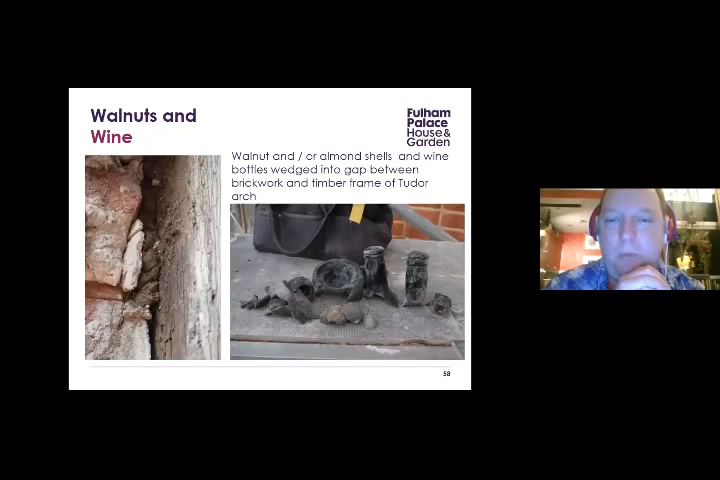 Walnuts and
Wine
Fulham
Palace
House&
Garden
Walnut and / or almond shells and wine
bottles wedged into gap between
brickwork and timber frame of Tudor
arch
58